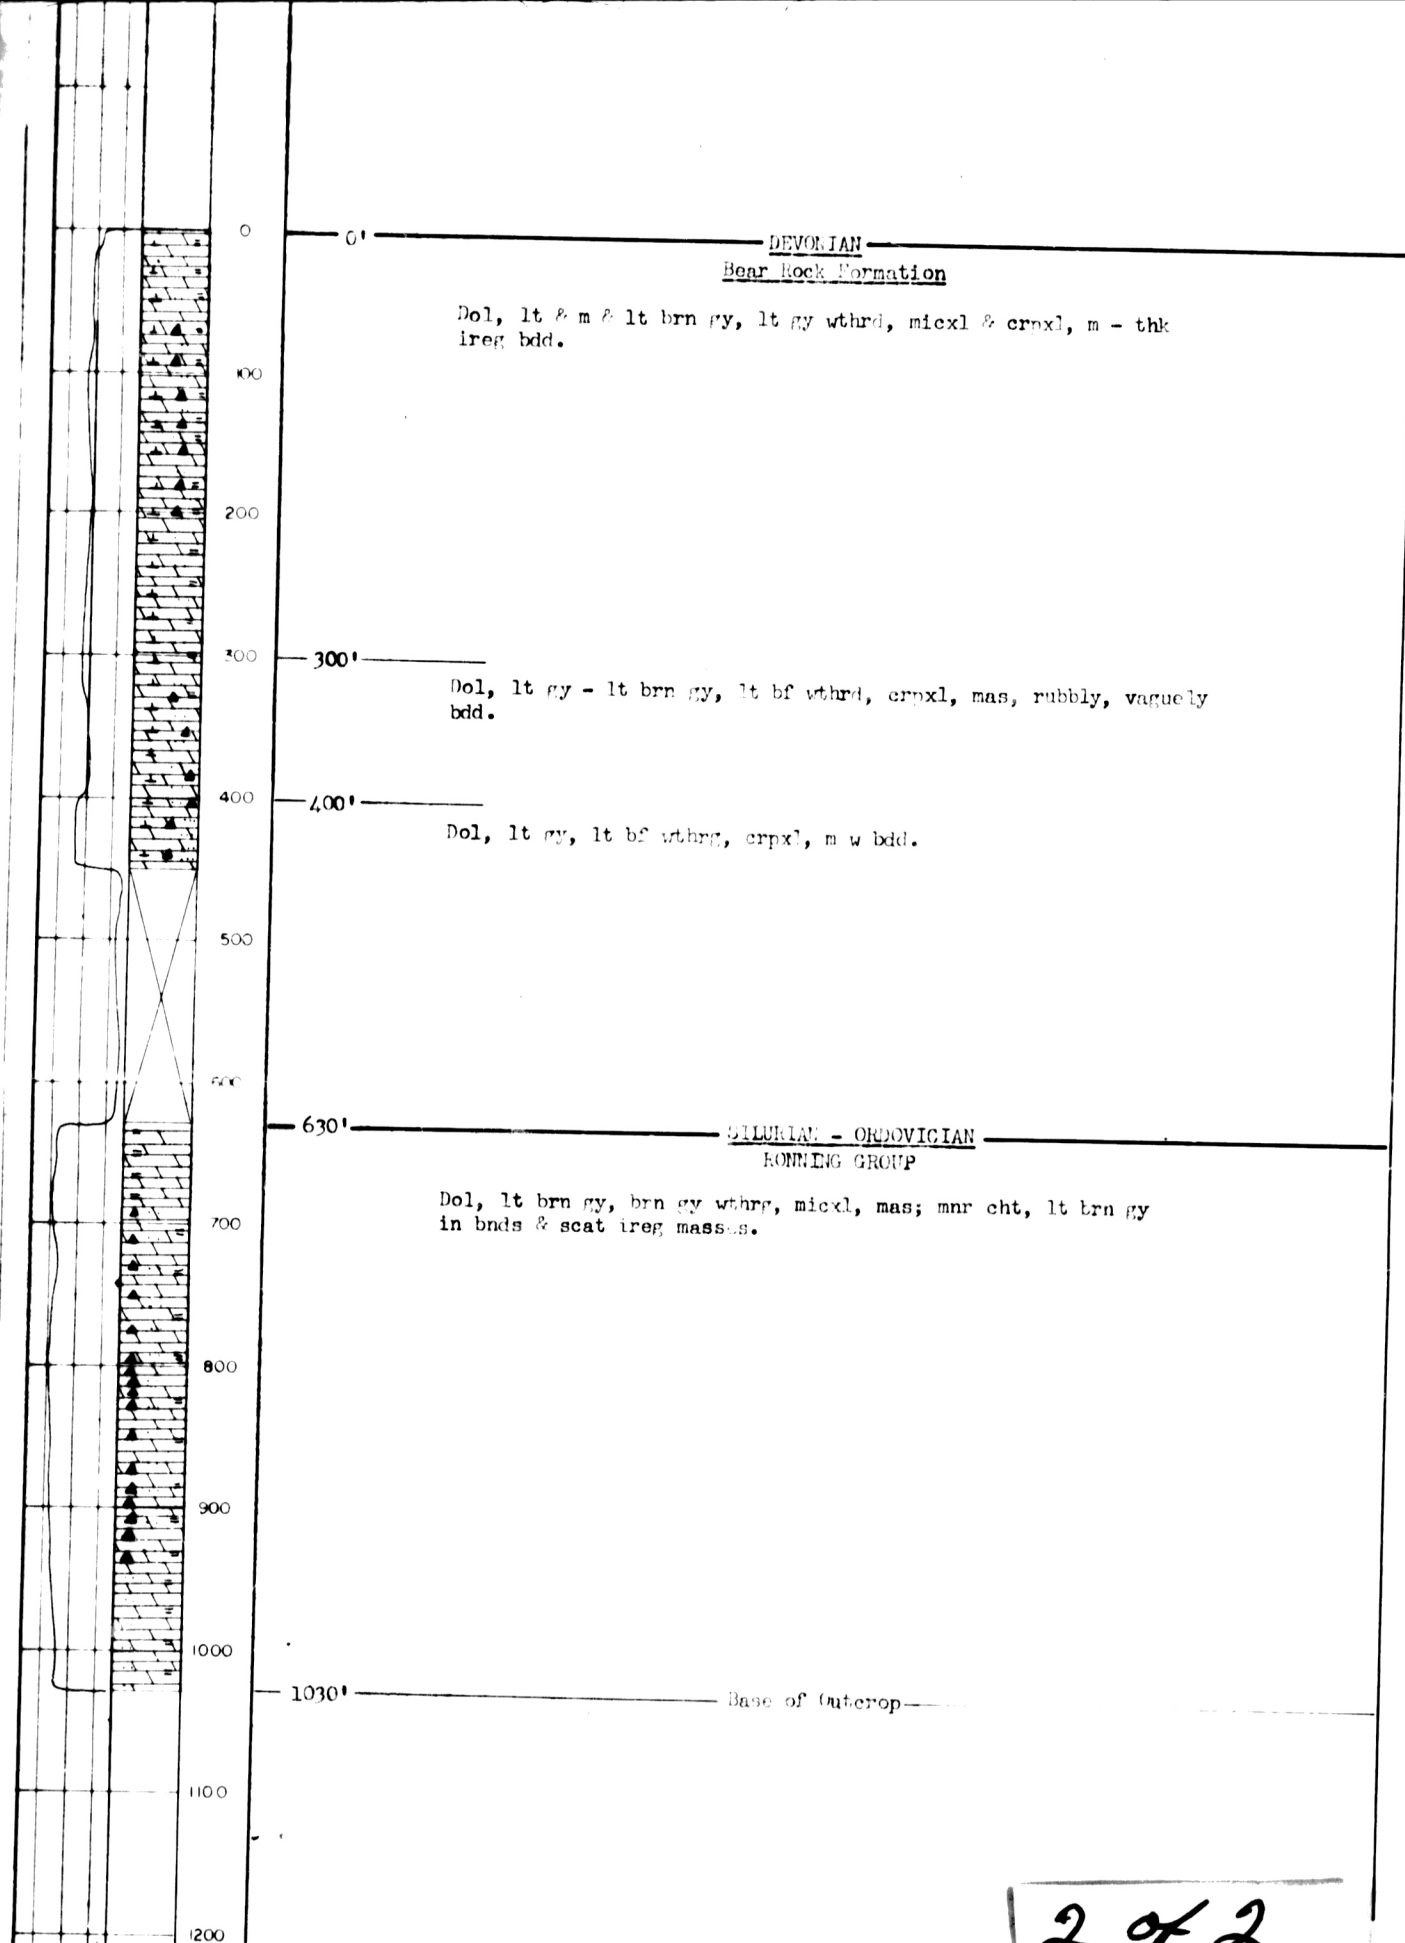 0
0' DEVONIAN
Bear Rock Formation
Dol, lt & m & lt brn gy, lt gy wthrd, micxl & crpxl, m - thk
ireg bdd.
100
200
300
300'
Dol, lt gy - lt brn gy, lt bf wthrd, crpxl, mas, rubbly, vaguely
bdd.
400
400'
Dol, lt gy, lt bf wthrg, crpxl, m w bdd.
500
600
630' SILURIAN - ORDOVICIAN
RONNING GROUP
Dol, lt brn gy, brn gy wthrg, micxl, mas; mnr cht, lt brn gy
in bnds & scat ireg masses.
700
800
900
1000
1030' Base of Outcrop
1100
1200
2 of 2